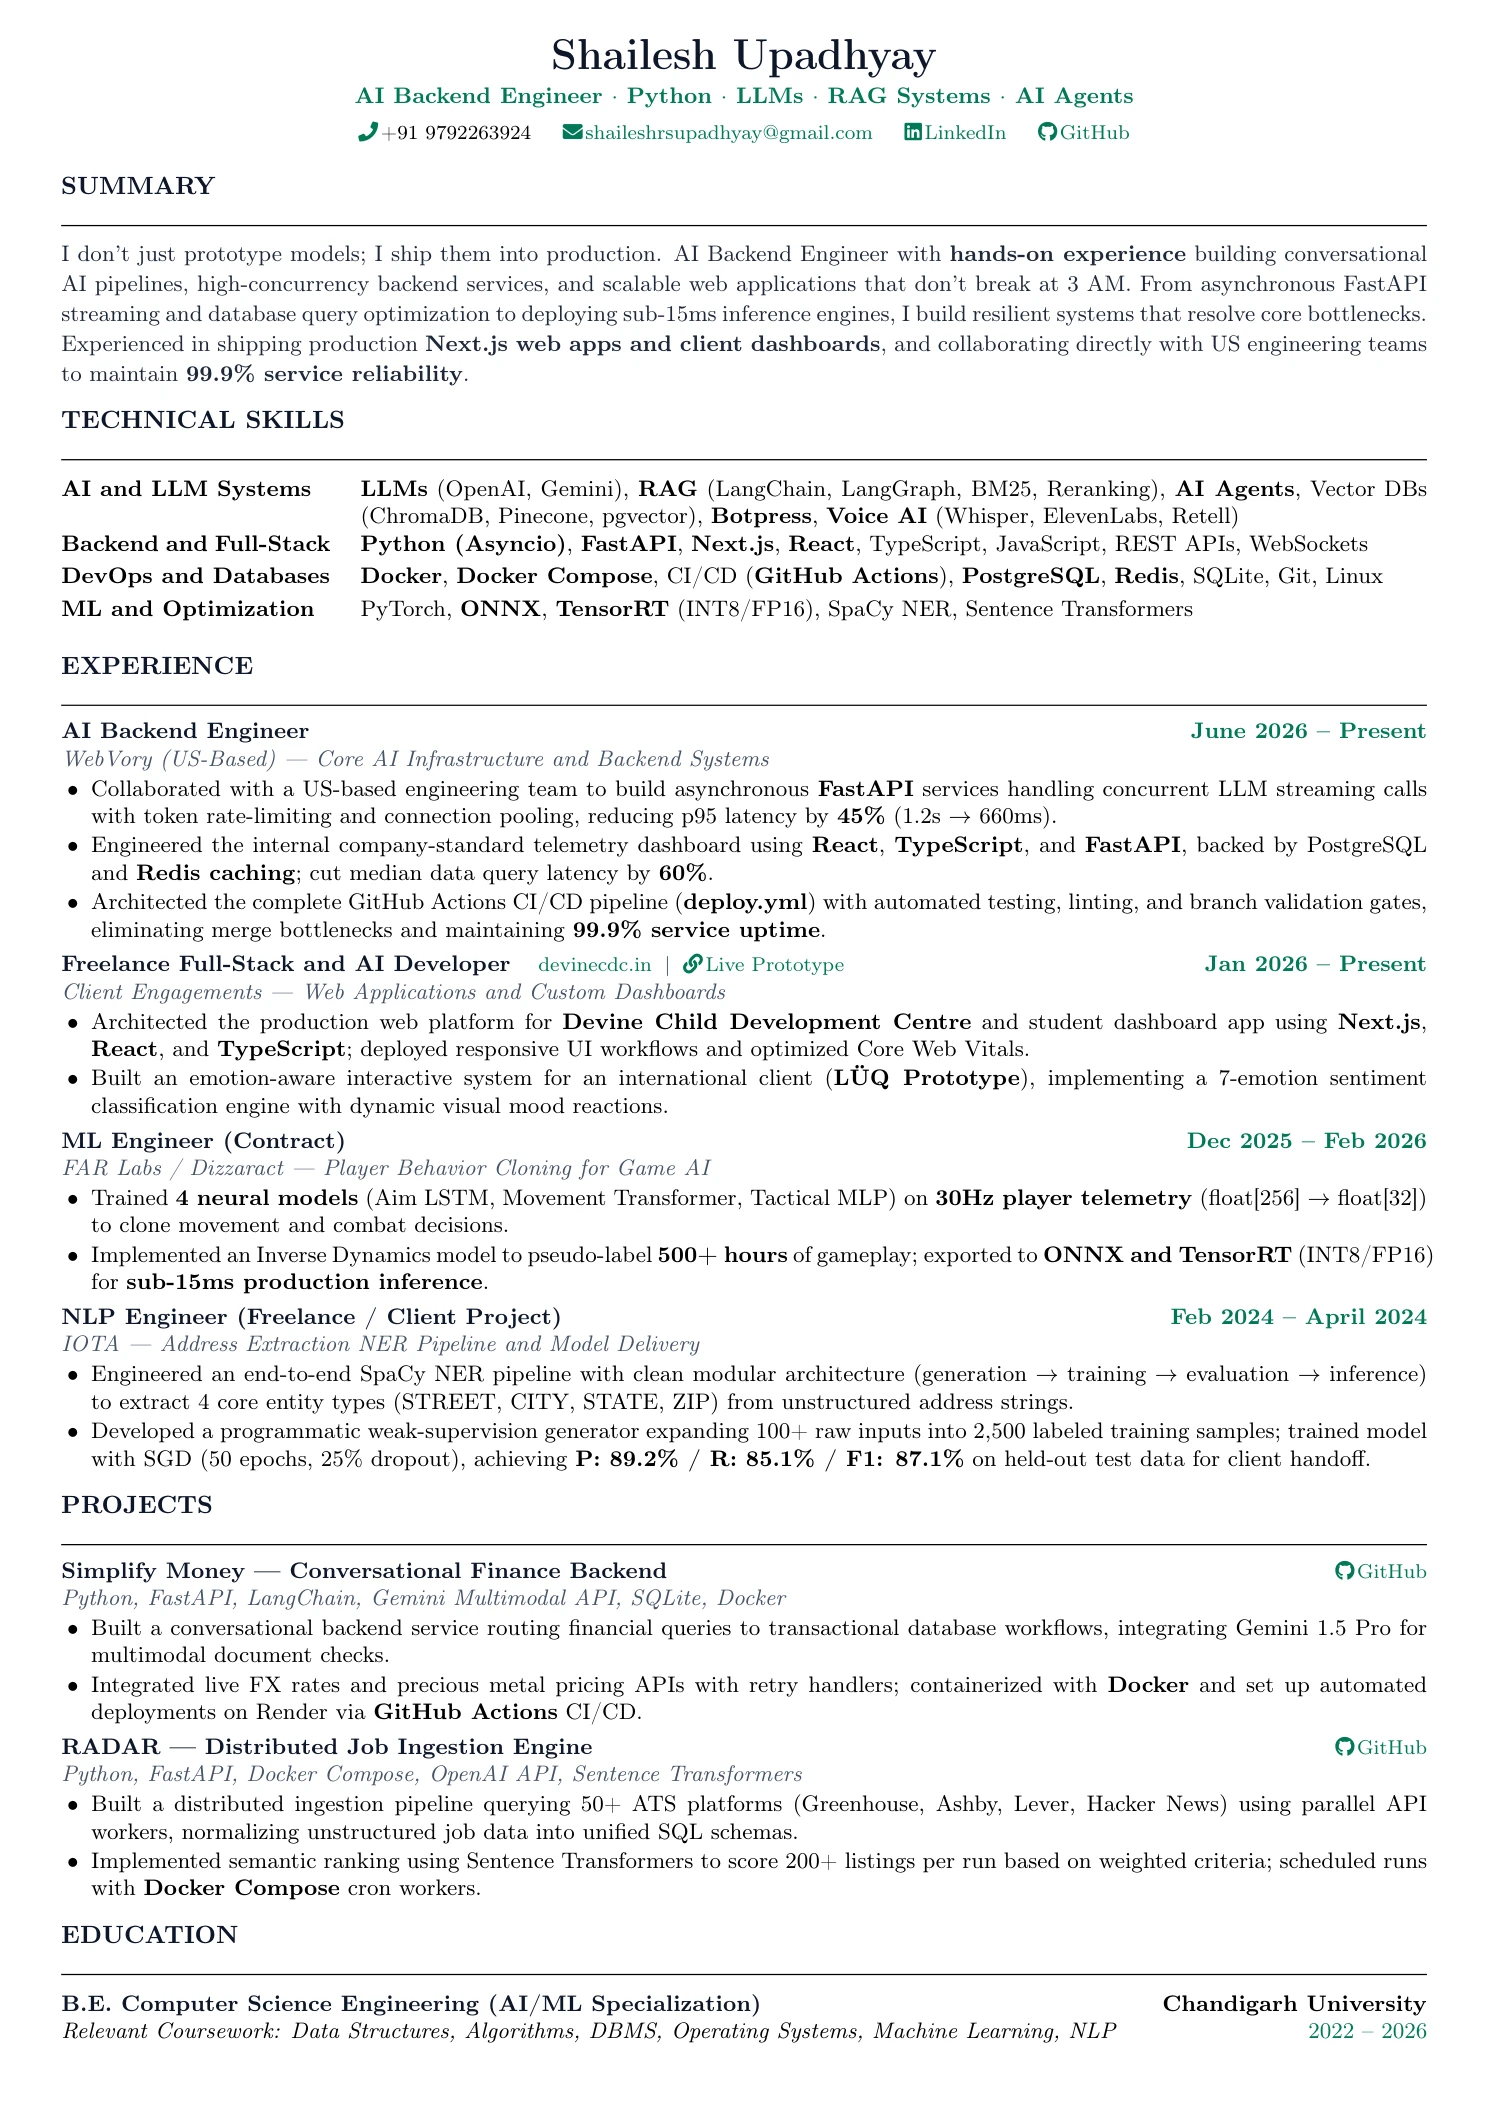 Shailesh Upadhyay
AI Backend Engineer · Python · LLMs · RAG Systems · AI Agents
+91 9792263924 shaileshrsupadhyay@gmail.com LinkedIn GitHub
SUMMARY
I don't just prototype models; I ship them into production. AI Backend Engineer with hands-on experience building conversational
AI pipelines, high-concurrency backend services, and scalable web applications that don't break at 3 AM. From asynchronous FastAPI
streaming and database query optimization to deploying sub-15ms inference engines, I build resilient systems that resolve core bottlenecks.
Experienced in shipping production Next.js web apps and client dashboards, and collaborating directly with US engineering teams
to maintain 99.9% service reliability.
TECHNICAL SKILLS
AI and LLM Systems LLMs (OpenAI, Gemini), RAG (LangChain, LangGraph, BM25, Reranking), AI Agents, Vector DBs
(ChromaDB, Pinecone, pgvector), Botpress, Voice AI (Whisper, ElevenLabs, Retell)
Backend and Full-Stack Python (Asyncio), FastAPI, Next.js, React, TypeScript, JavaScript, REST APIs, WebSockets
DevOps and Databases Docker, Docker Compose, CI/CD (GitHub Actions), PostgreSQL, Redis, SQLite, Git, Linux
ML and Optimization PyTorch, ONNX, TensorRT (INT8/FP16), SpaCy NER, Sentence Transformers
EXPERIENCE
AI Backend Engineer June 2026 – Present
WebVory (US-Based) — Core AI Infrastructure and Backend Systems
• Collaborated with a US-based engineering team to build asynchronous FastAPI services handling concurrent LLM streaming calls
with token rate-limiting and connection pooling, reducing p95 latency by 45% (1.2s → 660ms).
• Engineered the internal company-standard telemetry dashboard using React, TypeScript, and FastAPI, backed by PostgreSQL
and Redis caching; cut median data query latency by 60%.
• Architected the complete GitHub Actions CI/CD pipeline (deploy.yml) with automated testing, linting, and branch validation gates,
eliminating merge bottlenecks and maintaining 99.9% service uptime.
Freelance Full-Stack and AI Developer devinecdc.in | Live Prototype Jan 2026 – Present
Client Engagements — Web Applications and Custom Dashboards
• Architected the production web platform for Devine Child Development Centre and student dashboard app using Next.js,
React, and TypeScript; deployed responsive UI workflows and optimized Core Web Vitals.
• Built an emotion-aware interactive system for an international client (LÜQ Prototype), implementing a 7-emotion sentiment
classification engine with dynamic visual mood reactions.
ML Engineer (Contract) Dec 2025 – Feb 2026
FAR Labs / Dizzaract — Player Behavior Cloning for Game AI
• Trained 4 neural models (Aim LSTM, Movement Transformer, Tactical MLP) on 30Hz player telemetry (float[256] → float[32])
to clone movement and combat decisions.
• Implemented an Inverse Dynamics model to pseudo-label 500+ hours of gameplay; exported to ONNX and TensorRT (INT8/FP16)
for sub-15ms production inference.
NLP Engineer (Freelance / Client Project) Feb 2024 – April 2024
IOTA — Address Extraction NER Pipeline and Model Delivery
• Engineered an end-to-end SpaCy NER pipeline with clean modular architecture (generation → training → evaluation → inference)
to extract 4 core entity types (STREET, CITY, STATE, ZIP) from unstructured address strings.
• Developed a programmatic weak-supervision generator expanding 100+ raw inputs into 2,500 labeled training samples; trained model
with SGD (50 epochs, 25% dropout), achieving P: 89.2% / R: 85.1% / F1: 87.1% on held-out test data for client handoff.
PROJECTS
Simplify Money — Conversational Finance Backend GitHub
Python, FastAPI, LangChain, Gemini Multimodal API, SQLite, Docker
• Built a conversational backend service routing financial queries to transactional database workflows, integrating Gemini 1.5 Pro for
multimodal document checks.
• Integrated live FX rates and precious metal pricing APIs with retry handlers; containerized with Docker and set up automated
deployments on Render via GitHub Actions CI/CD.
RADAR — Distributed Job Ingestion Engine GitHub
Python, FastAPI, Docker Compose, OpenAI API, Sentence Transformers
• Built a distributed ingestion pipeline querying 50+ ATS platforms (Greenhouse, Ashby, Lever, Hacker News) using parallel API
workers, normalizing unstructured job data into unified SQL schemas.
• Implemented semantic ranking using Sentence Transformers to score 200+ listings per run based on weighted criteria; scheduled runs
with Docker Compose cron workers.
EDUCATION
B.E. Computer Science Engineering (AI/ML Specialization) Chandigarh University
Relevant Coursework: Data Structures, Algorithms, DBMS, Operating Systems, Machine Learning, NLP 2022 – 2026